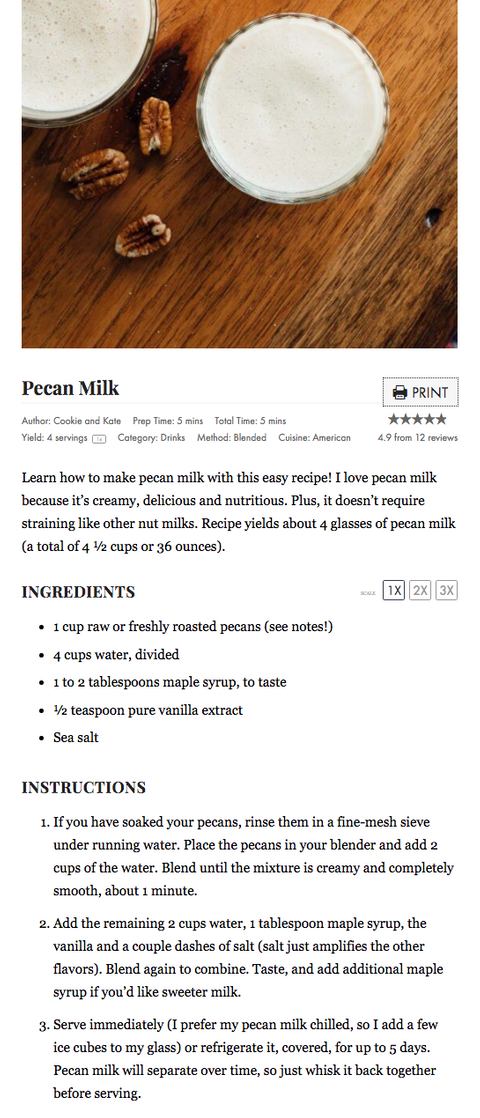 Pecan Milk
PRINT
Author: Cookie and Kate Prep Time: 5 mins Total Time: 5 mins
Yield: 4 servings 1x Category: Drinks Method: Blended Cuisine: American
4.9 from 12 reviews
Learn how to make pecan milk with this easy recipe! I love pecan milk
because it’s creamy, delicious and nutritious. Plus, it doesn’t require
straining like other nut milks. Recipe yields about 4 glasses of pecan milk
(a total of 4 ½ cups or 36 ounces).
INGREDIENTS
SCALE 1X 2X 3X
• 1 cup raw or freshly roasted pecans (see notes!)
• 4 cups water, divided
• 1 to 2 tablespoons maple syrup, to taste
• ½ teaspoon pure vanilla extract
• Sea salt
INSTRUCTIONS
1. If you have soaked your pecans, rinse them in a fine-mesh sieve
under running water. Place the pecans in your blender and add 2
cups of the water. Blend until the mixture is creamy and completely
smooth, about 1 minute.
2. Add the remaining 2 cups water, 1 tablespoon maple syrup, the
vanilla and a couple dashes of salt (salt just amplifies the other
flavors). Blend again to combine. Taste, and add additional maple
syrup if you’d like sweeter milk.
3. Serve immediately (I prefer my pecan milk chilled, so I add a few
ice cubes to my glass) or refrigerate it, covered, for up to 5 days.
Pecan milk will separate over time, so just whisk it back together
before serving.